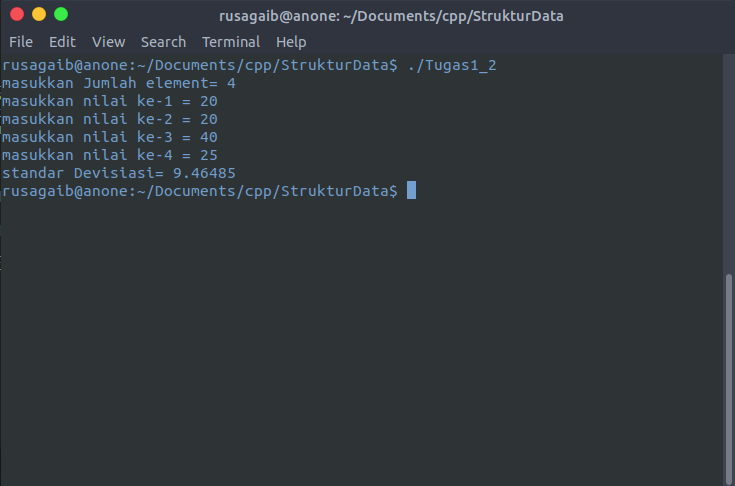 rusagaib@anone: ~/Documents/cpp/StrukturData
File Edit View Search Terminal Help
rusagaib@anone:~/Documents/cpp/StrukturData$ ./Tugas1_2
masukkan Jumlah element= 4
masukkan nilai ke-1 = 20
masukkan nilai ke-2 = 20
masukkan nilai ke-3 = 40
masukkan nilai ke-4 = 25
standar Devisiasi= 9.46485
rusagaib@anone:~/Documents/cpp/StrukturData$